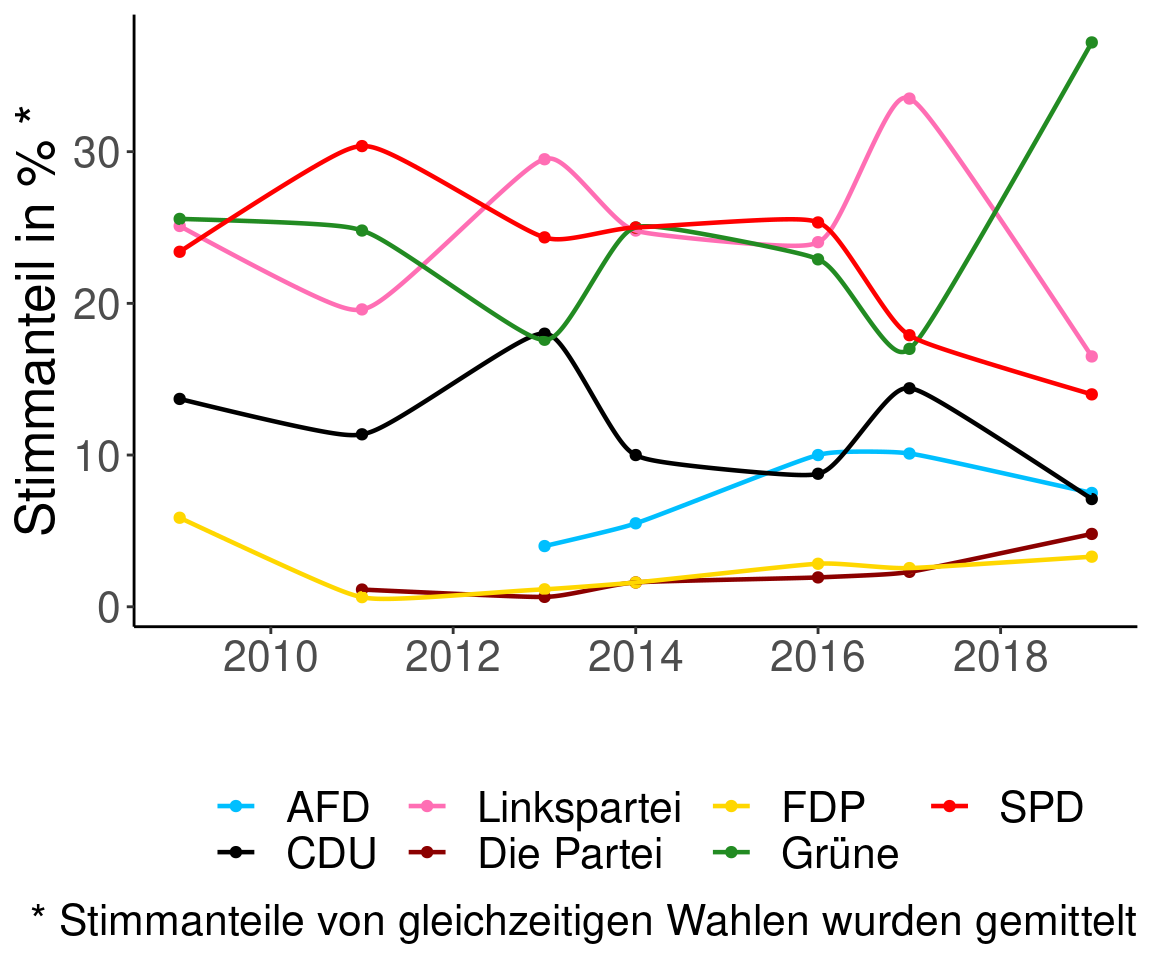 Stimmanteil in % *
30
20
10
0
2010 2012 2014 2016 2018
AFD Linkspartei FDP SPD
CDU Die Partei Grüne
* Stimmanteile von gleichzeitigen Wahlen wurden gemittelt